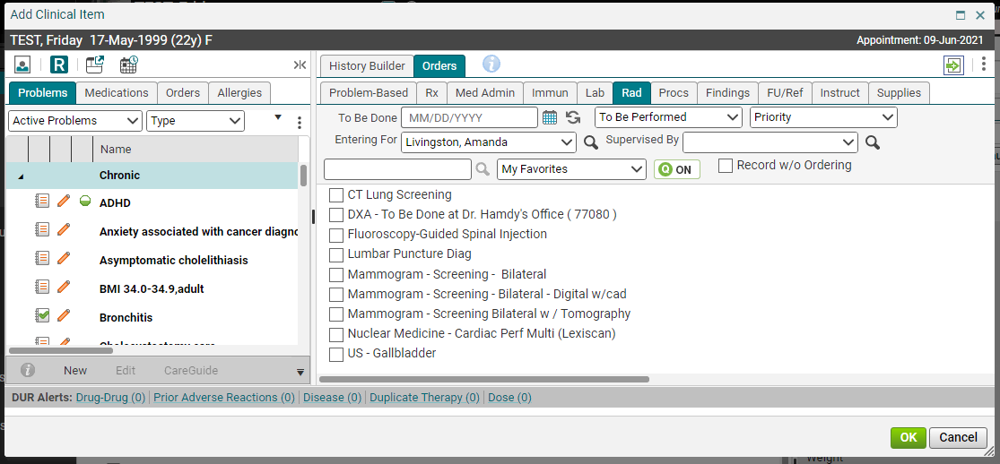 Add Clinical Item
TEST, Friday 17-May-1999 (22y) F
Appointment: 09-Jun-2021
R
History Builder
Orders
Problems
Medications
Orders
Allergies
Problem-Based
Rx
Med Admin
Immun
Lab
Rad
Procs
Findings
FU/Ref
Instruct
Supplies
Active Problems
Type
To Be Done
MM/DD/YYYY
To Be Performed
Priority
Entering For
Livingston, Amanda
Supervised By
My Favorites
Q ON
Record w/o Ordering
Name
Chronic
ADHD
Anxiety associated with cancer diagno
Asymptomatic cholelithiasis
BMI 34.0-34.9,adult
Bronchitis
CT Lung Screening
DXA - To Be Done at Dr. Hamdy's Office ( 77080 )
Fluoroscopy-Guided Spinal Injection
Lumbar Puncture Diag
Mammogram - Screening - Bilateral
Mammogram - Screening - Bilateral - Digital w/cad
Mammogram - Screening Bilateral w / Tomography
Nuclear Medicine - Cardiac Perf Multi (Lexiscan)
US - Gallbladder
New
Edit
CareGuide
DUR Alerts: Drug-Drug (0) Prior Adverse Reactions (0) Disease (0) Duplicate Therapy (0) Dose (0)
OK
Cancel
Weight